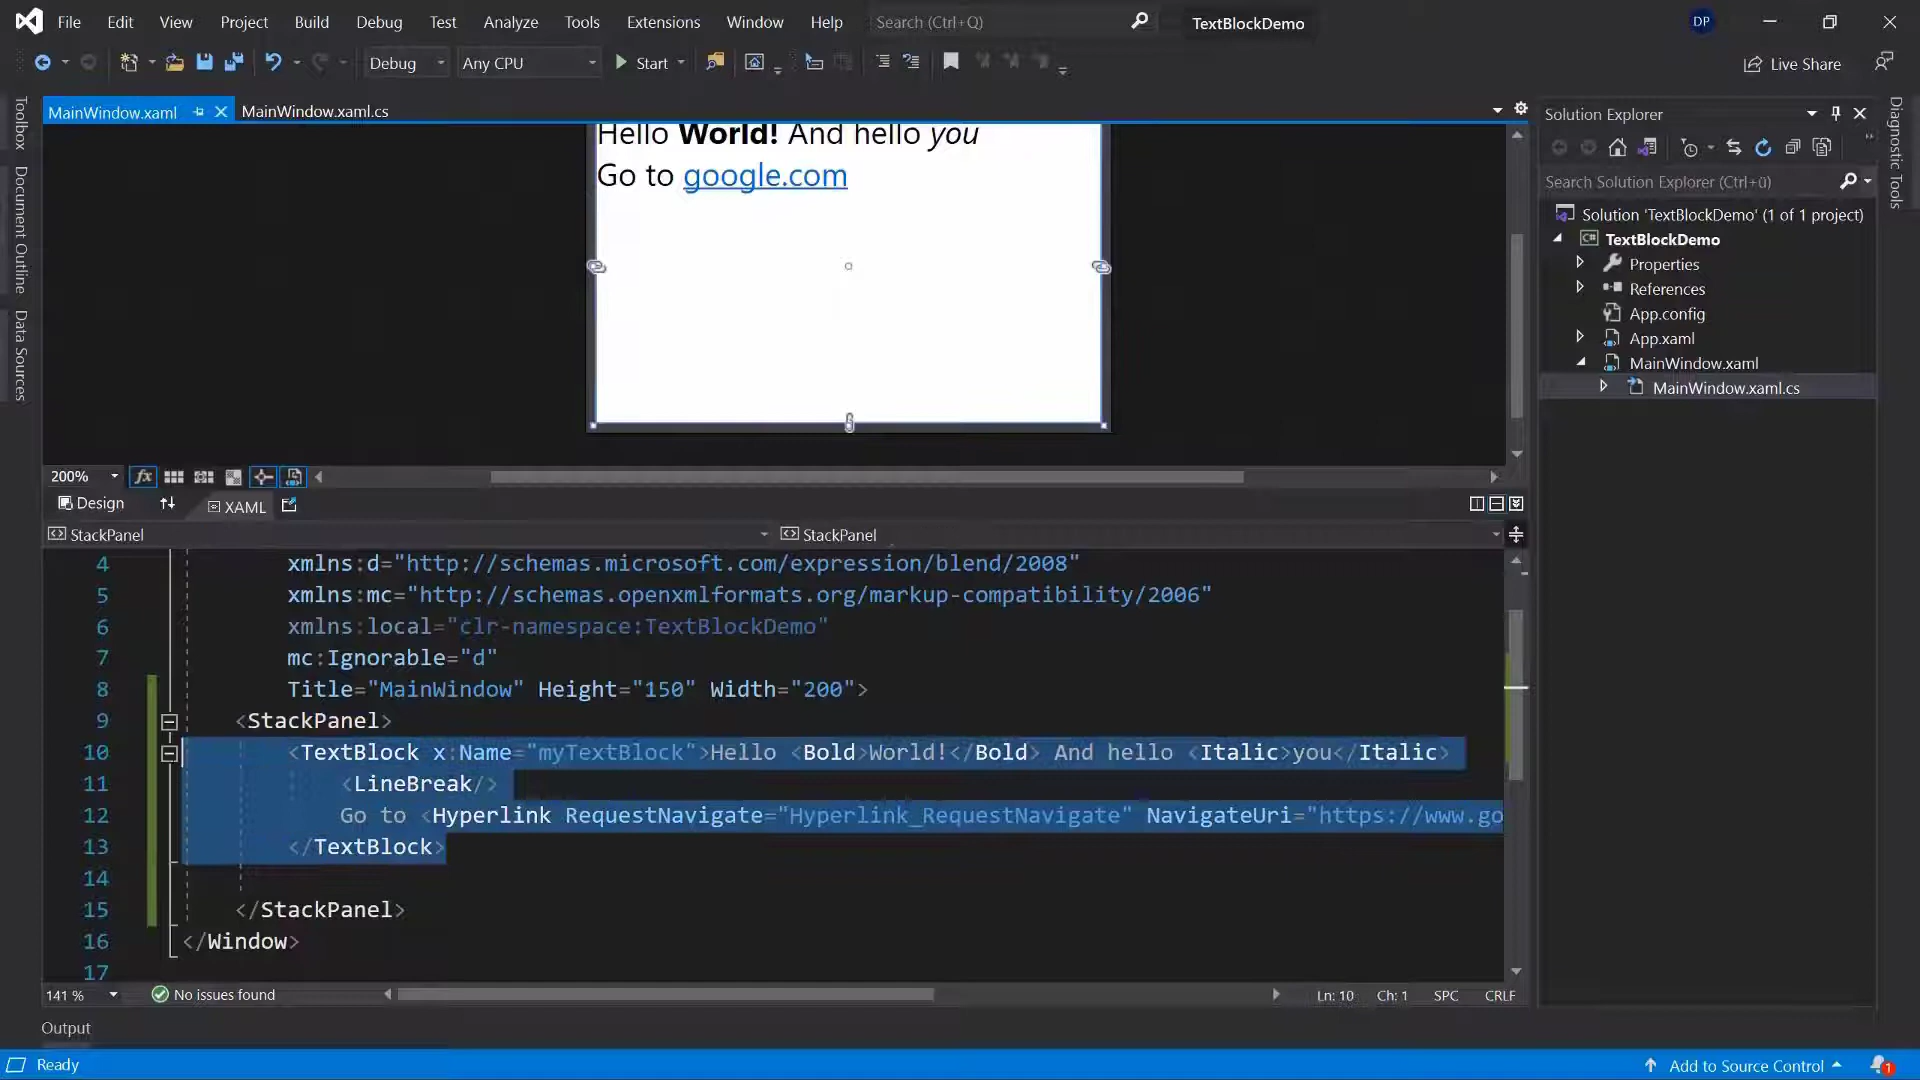 File Edit View Project Build Debug Test Analyze Tools Extensions Window Help Search (Ctrl+Q) TextBlockDemo DP
Debug Any CPU Start Live Share
MainWindow.xaml MainWindow.xaml.cs
Toolbox
Document Outline
Data Sources
Hello World! And hello you
Go to google.com
200% fx
Design XAML
StackPanel StackPanel
4 xmlns:d="http://schemas.microsoft.com/expression/blend/2008"
5 xmlns:mc="http://schemas.openxmlformats.org/markup-compatibility/2006"
6 xmlns:local="clr-namespace:TextBlockDemo"
7 mc:Ignorable="d"
8 Title="MainWindow" Height="150" Width="200">
9 <StackPanel>
10 <TextBlock x:Name="myTextBlock">Hello <Bold>World!</Bold> And hello <Italic>you</Italic>
11 <LineBreak/>
12 Go to <Hyperlink RequestNavigate="Hyperlink_RequestNavigate" NavigateUri="https://www.go
13 </TextBlock>
14
15 </StackPanel>
16 </Window>
17
141 % No issues found Ln: 10 Ch: 1 SPC CRLF
Output
Ready Add to Source Control 1
Solution Explorer
Search Solution Explorer (Ctrl+ü)
Solution 'TextBlockDemo' (1 of 1 project)
C# TextBlockDemo
Properties
References
App.config
App.xaml
MainWindow.xaml
MainWindow.xaml.cs
Diagnostic Tools